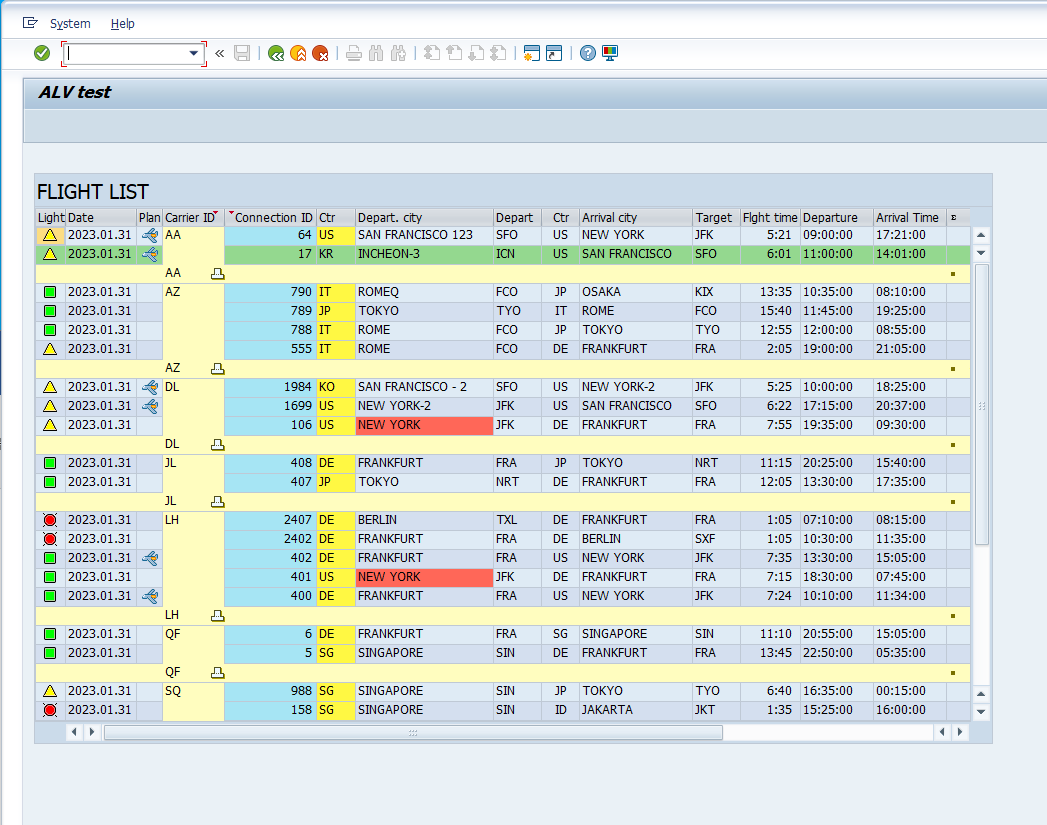 System Help
ALV test
FLIGHT LIST
Light Date Plan Carrier ID Connection ID Ctr Depart. city Depart Ctr Arrival city Target Flght time Departure Arrival Time
2023.01.31 AA 64 US SAN FRANCISCO 123 SFO US NEW YORK JFK 5:21 09:00:00 17:21:00
2023.01.31 17 KR INCHEON-3 ICN US SAN FRANCISCO SFO 6:01 11:00:00 14:01:00
AA
2023.01.31 AZ 790 IT ROMEQ FCO JP OSAKA KIX 13:35 10:35:00 08:10:00
2023.01.31 789 JP TOKYO TYO IT ROME FCO 15:40 11:45:00 19:25:00
2023.01.31 788 IT ROME FCO JP TOKYO TYO 12:55 12:00:00 08:55:00
2023.01.31 555 IT ROME FCO DE FRANKFURT FRA 2:05 19:00:00 21:05:00
AZ
2023.01.31 DL 1984 KO SAN FRANCISCO - 2 SFO US NEW YORK-2 JFK 5:25 10:00:00 18:25:00
2023.01.31 1699 US NEW YORK-2 JFK US SAN FRANCISCO SFO 6:22 17:15:00 20:37:00
2023.01.31 106 US NEW YORK JFK DE FRANKFURT FRA 7:55 19:35:00 09:30:00
DL
2023.01.31 JL 408 DE FRANKFURT FRA JP TOKYO NRT 11:15 20:25:00 15:40:00
2023.01.31 407 JP TOKYO NRT DE FRANKFURT FRA 12:05 13:30:00 17:35:00
JL
2023.01.31 LH 2407 DE BERLIN TXL DE FRANKFURT FRA 1:05 07:10:00 08:15:00
2023.01.31 2402 DE FRANKFURT FRA DE BERLIN SXF 1:05 10:30:00 11:35:00
2023.01.31 402 DE FRANKFURT FRA US NEW YORK JFK 7:35 13:30:00 15:05:00
2023.01.31 401 US NEW YORK JFK DE FRANKFURT FRA 7:15 18:30:00 07:45:00
2023.01.31 400 DE FRANKFURT FRA US NEW YORK JFK 7:24 10:10:00 11:34:00
LH
2023.01.31 QF 6 DE FRANKFURT FRA SG SINGAPORE SIN 11:10 20:55:00 15:05:00
2023.01.31 5 SG SINGAPORE SIN DE FRANKFURT FRA 13:45 22:50:00 05:35:00
QF
2023.01.31 SQ 988 SG SINGAPORE SIN JP TOKYO TYO 6:40 16:35:00 00:15:00
2023.01.31 158 SG SINGAPORE SIN ID JAKARTA JKT 1:35 15:25:00 16:00:00